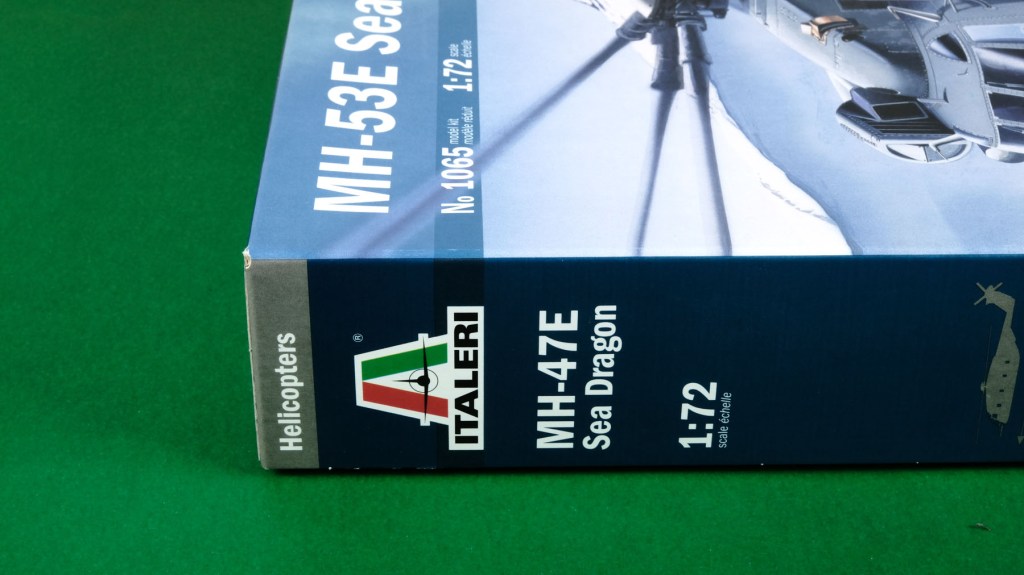 MH-53E Sea
No 1065 model kit modèle réduit 1:72 scale échelle
Helicopters
®
ITALERI
MH-47E
Sea Dragon
1:72
scale échelle